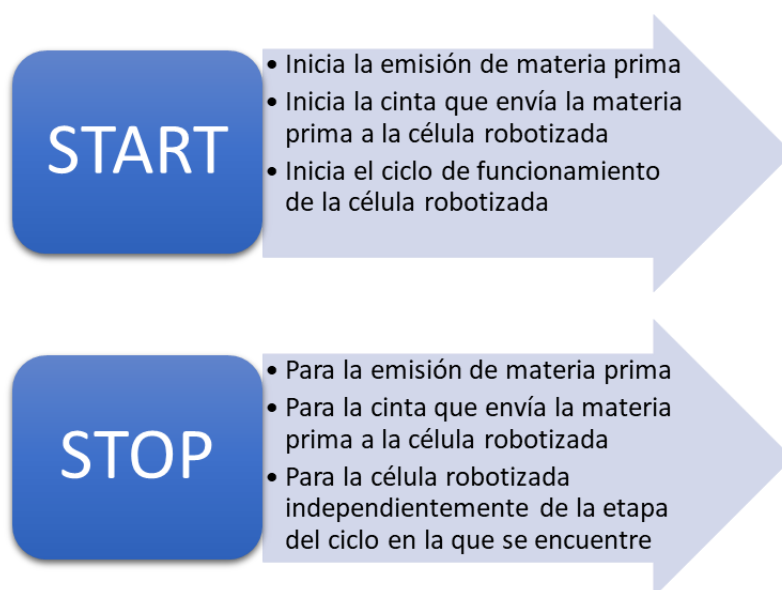 START
• Inicia la emisión de materia prima
• Inicia la cinta que envía la materia
prima a la célula robotizada
• Inicia el ciclo de funcionamiento
de la célula robotizada
STOP
• Para la emisión de materia prima
• Para la cinta que envía la materia
prima a la célula robotizada
• Para la célula robotizada
independientemente de la etapa
del ciclo en la que se encuentre